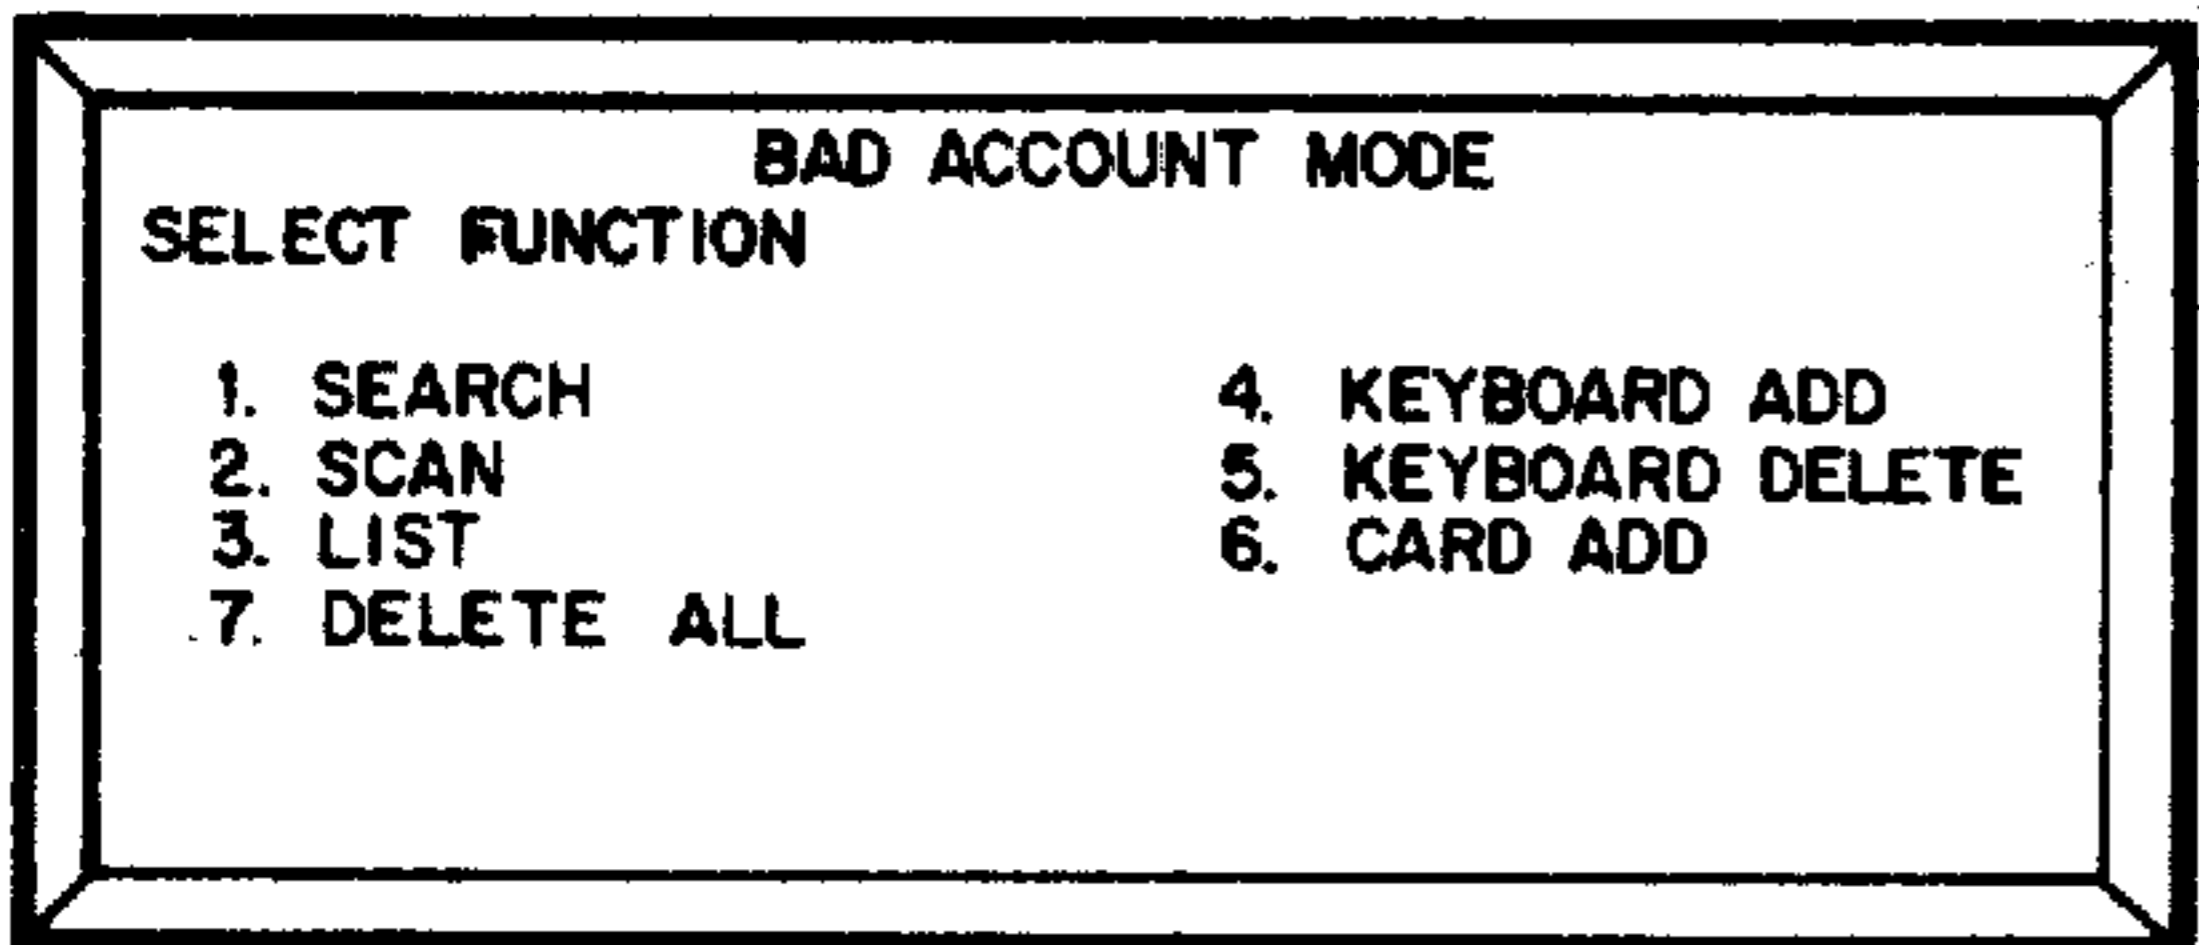 BAD ACCOUNT MODE
SELECT FUNCTION
1. SEARCH
2. SCAN
3. LIST
7. DELETE ALL
4. KEYBOARD ADD
5. KEYBOARD DELETE
6. CARD ADD